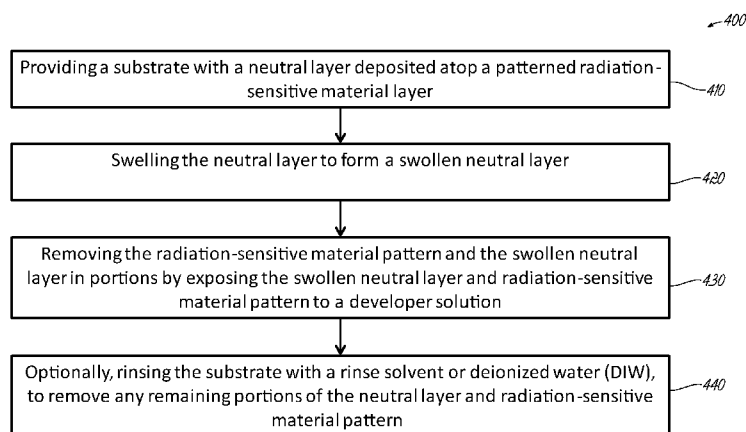 400
Providing a substrate with a neutral layer deposited atop a patterned radiation-
sensitive material layer
410
Swelling the neutral layer to form a swollen neutral layer
420
Removing the radiation-sensitive material pattern and the swollen neutral
layer in portions by exposing the swollen neutral layer and radiation-sensitive
material pattern to a developer solution
430
Optionally, rinsing the substrate with a rinse solvent or deionized water (DIW),
to remove any remaining portions of the neutral layer and radiation-sensitive
material pattern
440